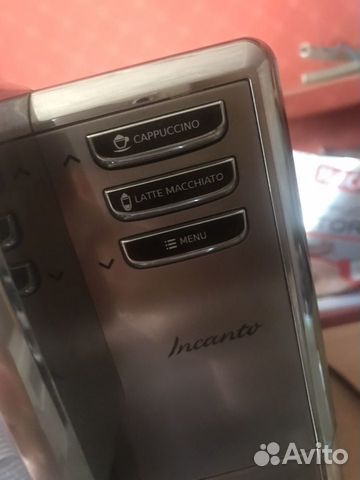 CAPPUCCINO
LATTE MACCHIATO
MENU
Incanto
Avito